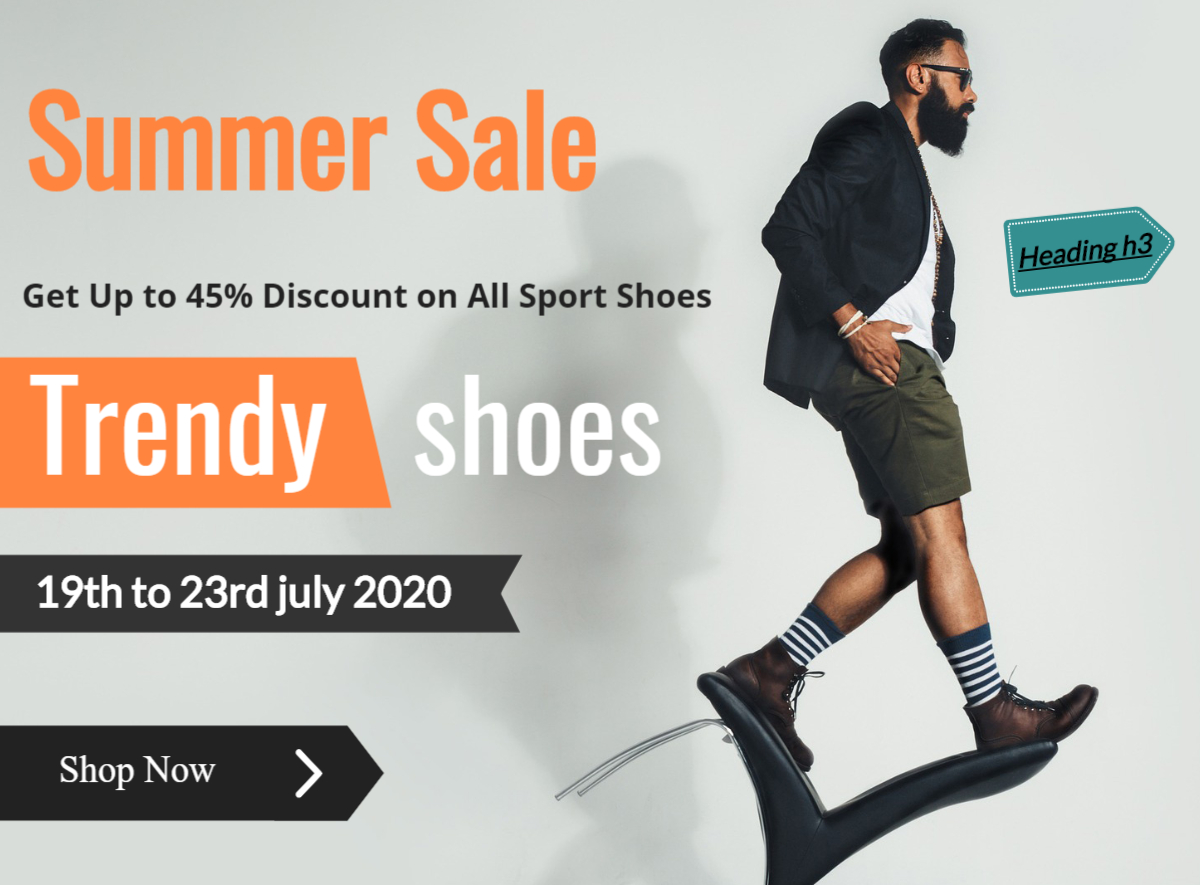 Summer Sale
Get Up to 45% Discount on All Sport Shoes
Trendy shoes
19th to 23rd july 2020
Shop Now
Heading h3